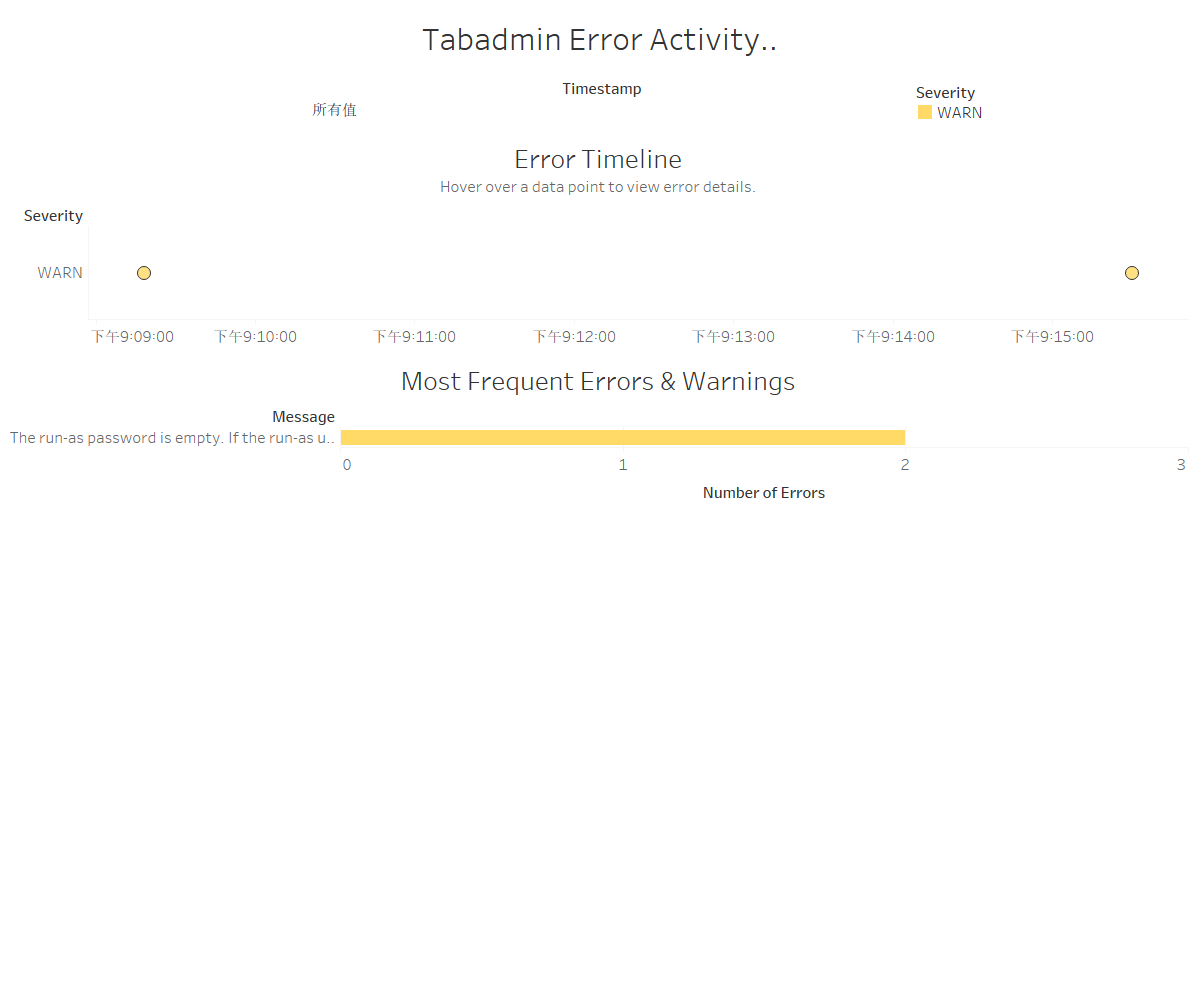 Tabadmin Error Activity..
Timestamp
所有值
Severity
WARN
Error Timeline
Hover over a data point to view error details.
Severity
WARN
下午9:09:00 下午9:10:00 下午9:11:00 下午9:12:00 下午9:13:00 下午9:14:00 下午9:15:00
Most Frequent Errors & Warnings
Message
The run-as password is empty. If the run-as u..
0 1 2 3
Number of Errors